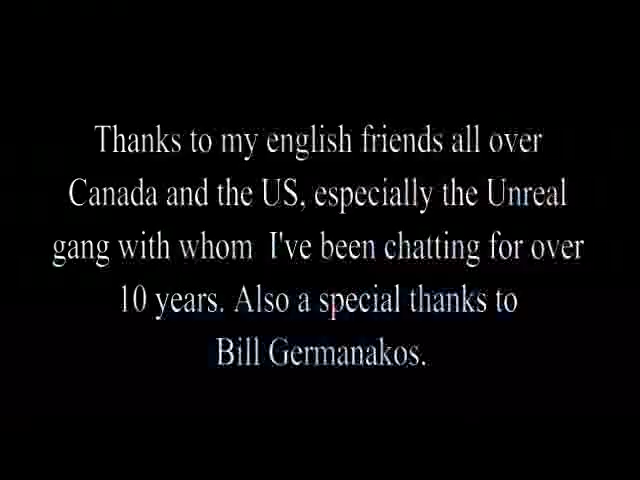 Thanks to my english friends all over
Canada and the US, especially the Unreal
gang with whom  I've been chatting for over
10 years. Also a special thanks to
Bill Germanakos.